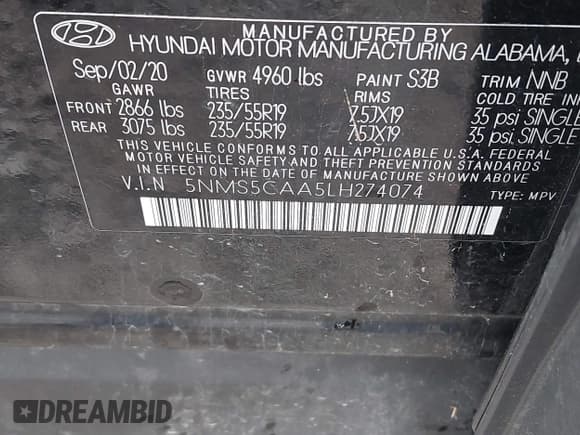 MANUFACTURED BY
HYUNDAI MOTOR MANUFACTURING ALABAMA,
Sep/02/20 GVWR 4960 lbs PAINT S3B TRIM NNB
GAWR TIRES RIMS COLD TIRE INF
FRONT 2866 lbs 235/55R19 7.5JX19 35 psi SINGLE
REAR 3075 lbs 235/55R19 7.5JX19 35 psi SINGLE
THIS VEHICLE CONFORMS TO ALL APPLICABLE FEDERAL
MOTOR VEHICLE SAFETY AND THEFT PREVENTION STANDARDS
IN EFFECT ON THE DATE OF MANUFACTURE SHOWN ABOVE.
V.I.N 5NMS5CAA5LH274074 TYPE: MPV
DREAMBID
DREAMBID.COM